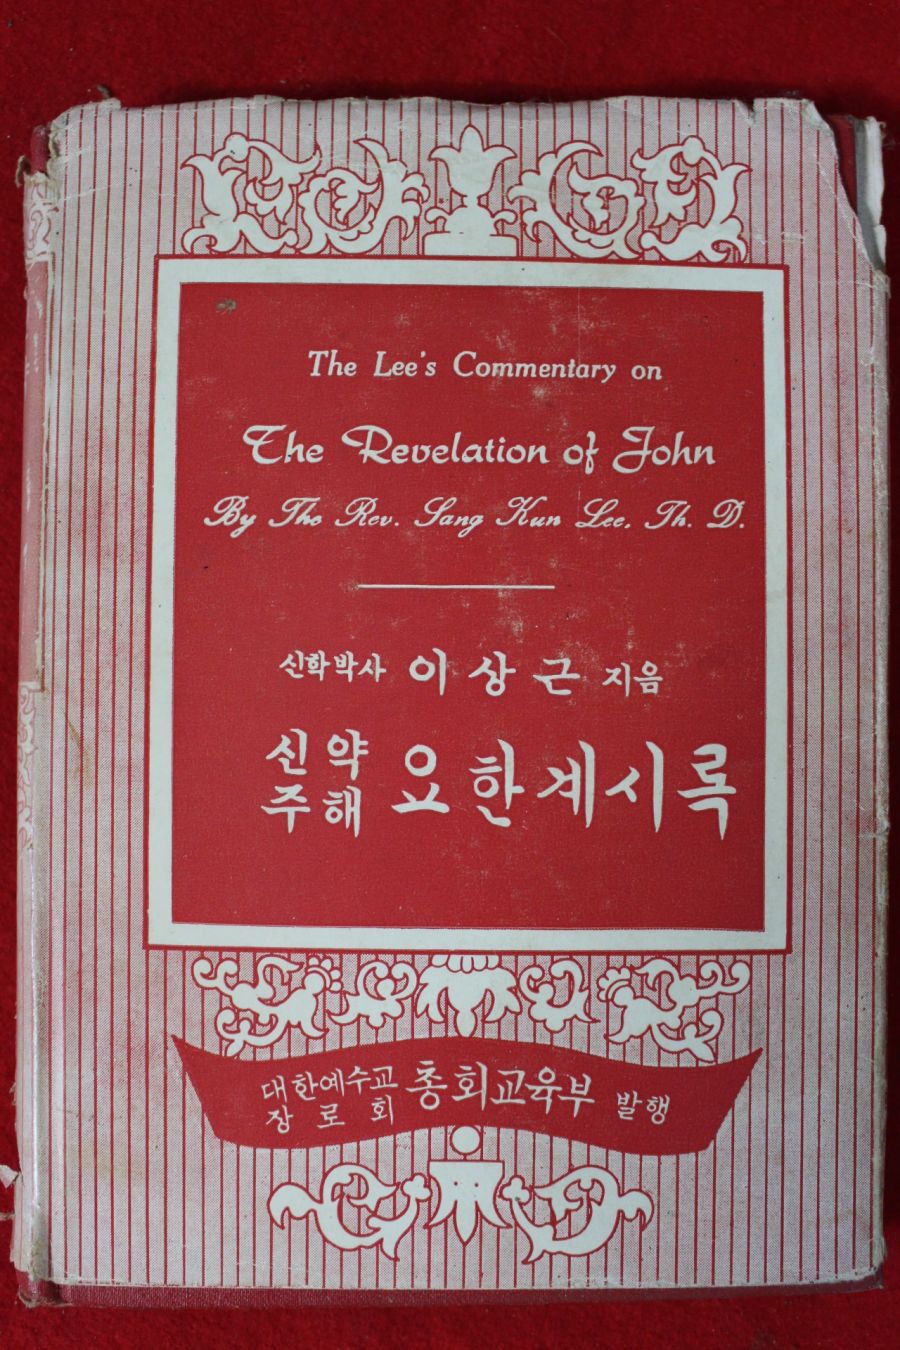 The Lee's Commentary on
The Revelation of John
By The Rev. Sang Kun Lee. Th. D.
신학박사 이상근 지음
신약
주해 요한계시록
대한예수교
장로회 총회교육부 발행